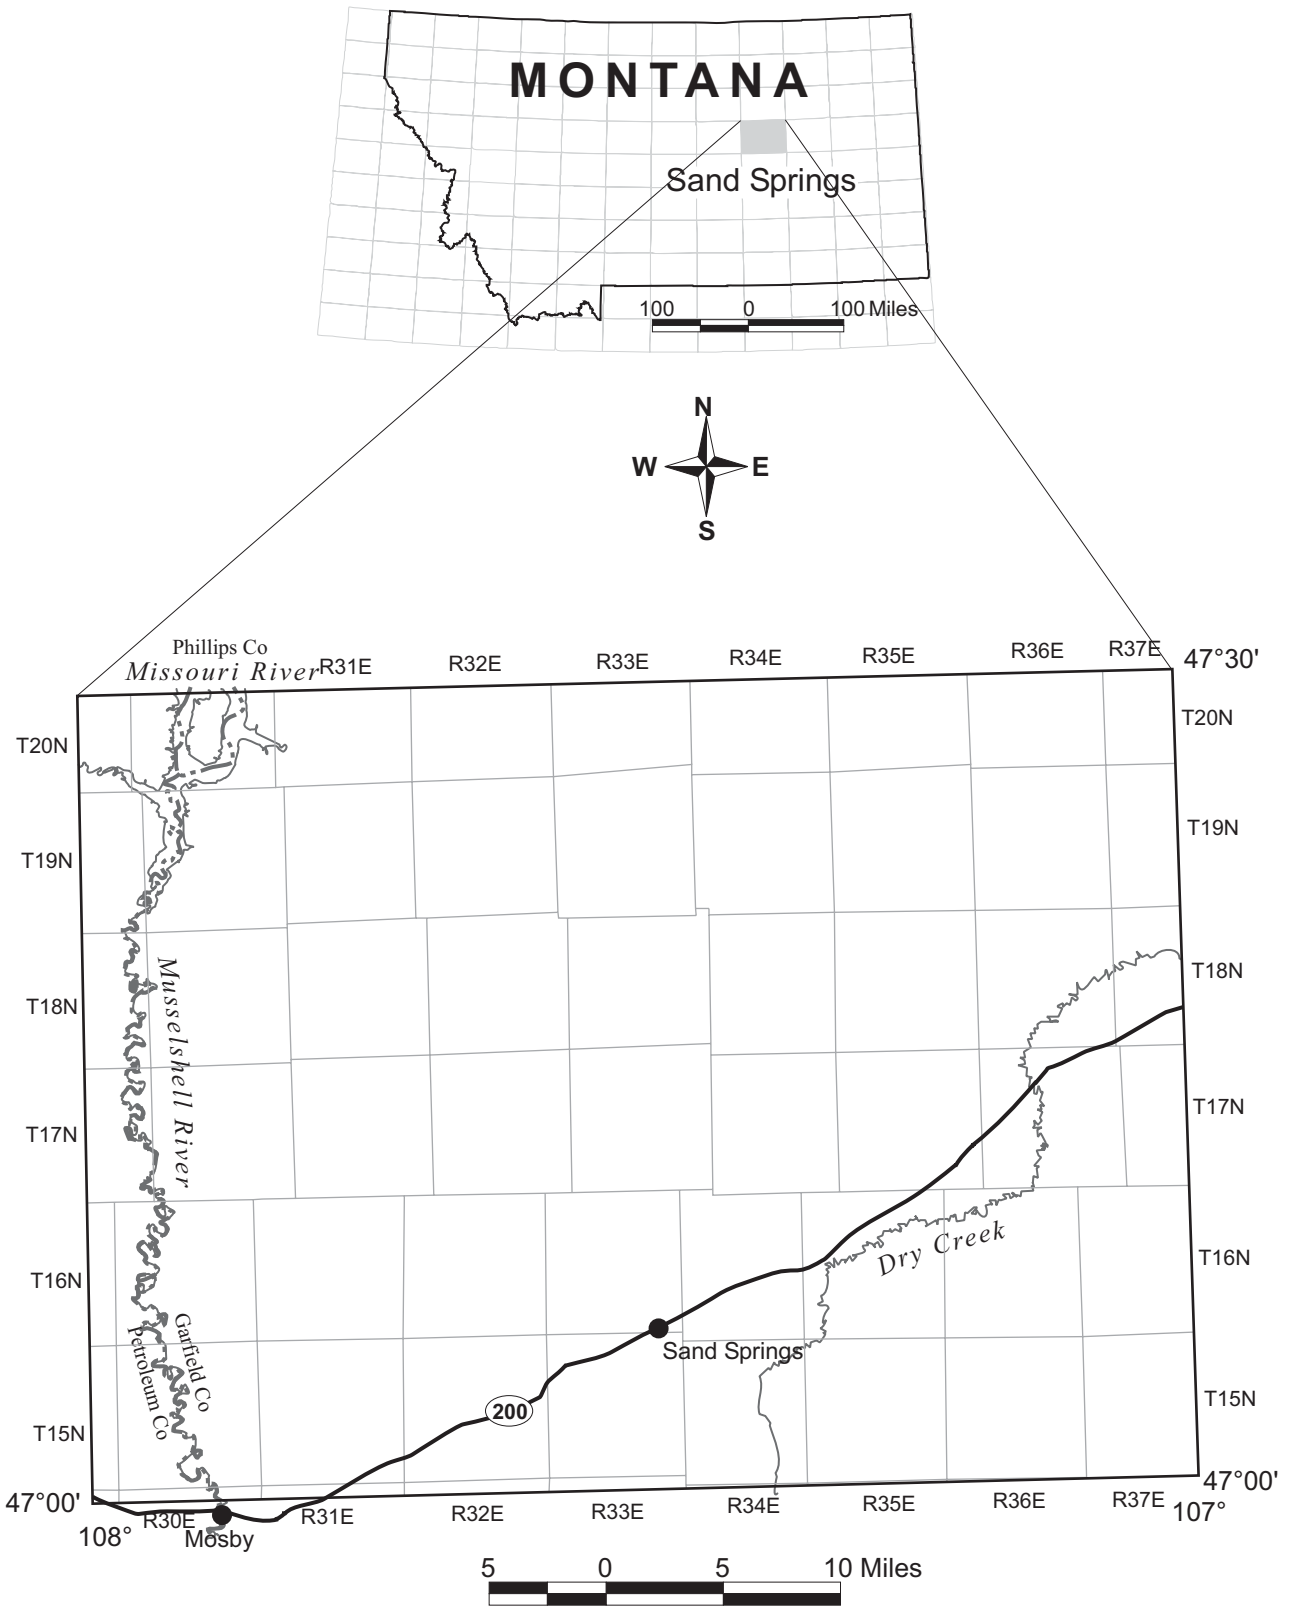 MONTANA
Sand Springs
100 0 100 Miles
N
W E
S
Phillips Co
Missouri River
R31E R32E R33E R34E R35E R36E R37E
47°30'
T20N
T20N
T19N
T19N
T18N
T18N
Musselshell River
T17N
T17N
T16N
T16N
Dry Creek
Garfield Co
Petroleum Co
Sand Springs
200
T15N
T15N
47°00'
47°00'
108°
R30E R31E R32E R33E R34E R35E R36E R37E
107°
Mosby
5 0 5 10 Miles